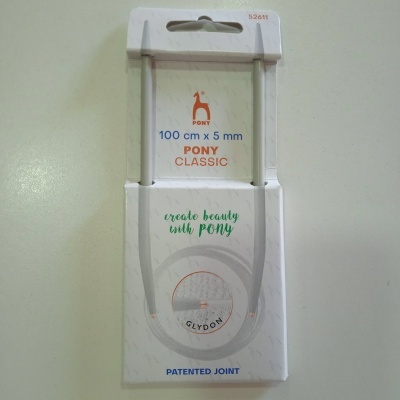 52611
PONY
100 cm x 5 mm
PONY
CLASSIC
create beauty
with PONY
GLYDON
PATENTED JOINT